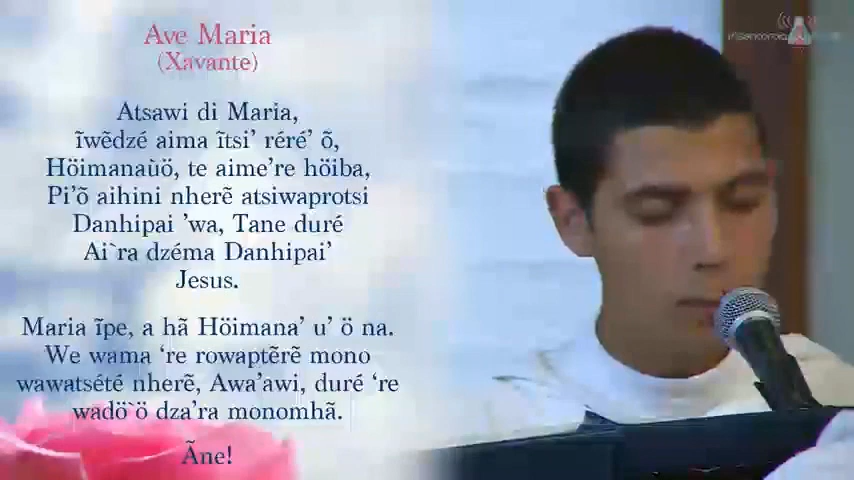 Ave Maria
(Xavante)
Atsawi di Maria,
ĩwẽdzé aima ĩtsi’ réré’ õ,
Höimanaùö, te aime’re höiba,
Pi’õ aihini nherẽ atsiwaprotsi
Danhipai ’wa, Tane duré
Ai`ra dzéma Danhipai’
Jesus.
Maria ĩpe, a hã Höimana’ u’ ö na.
We wama ‘re rowaptẽrẽ mono
wawatsété nherẽ, Awa’awi, duré ‘re
wadö`ö dza’ra monomhã.
Ãne!